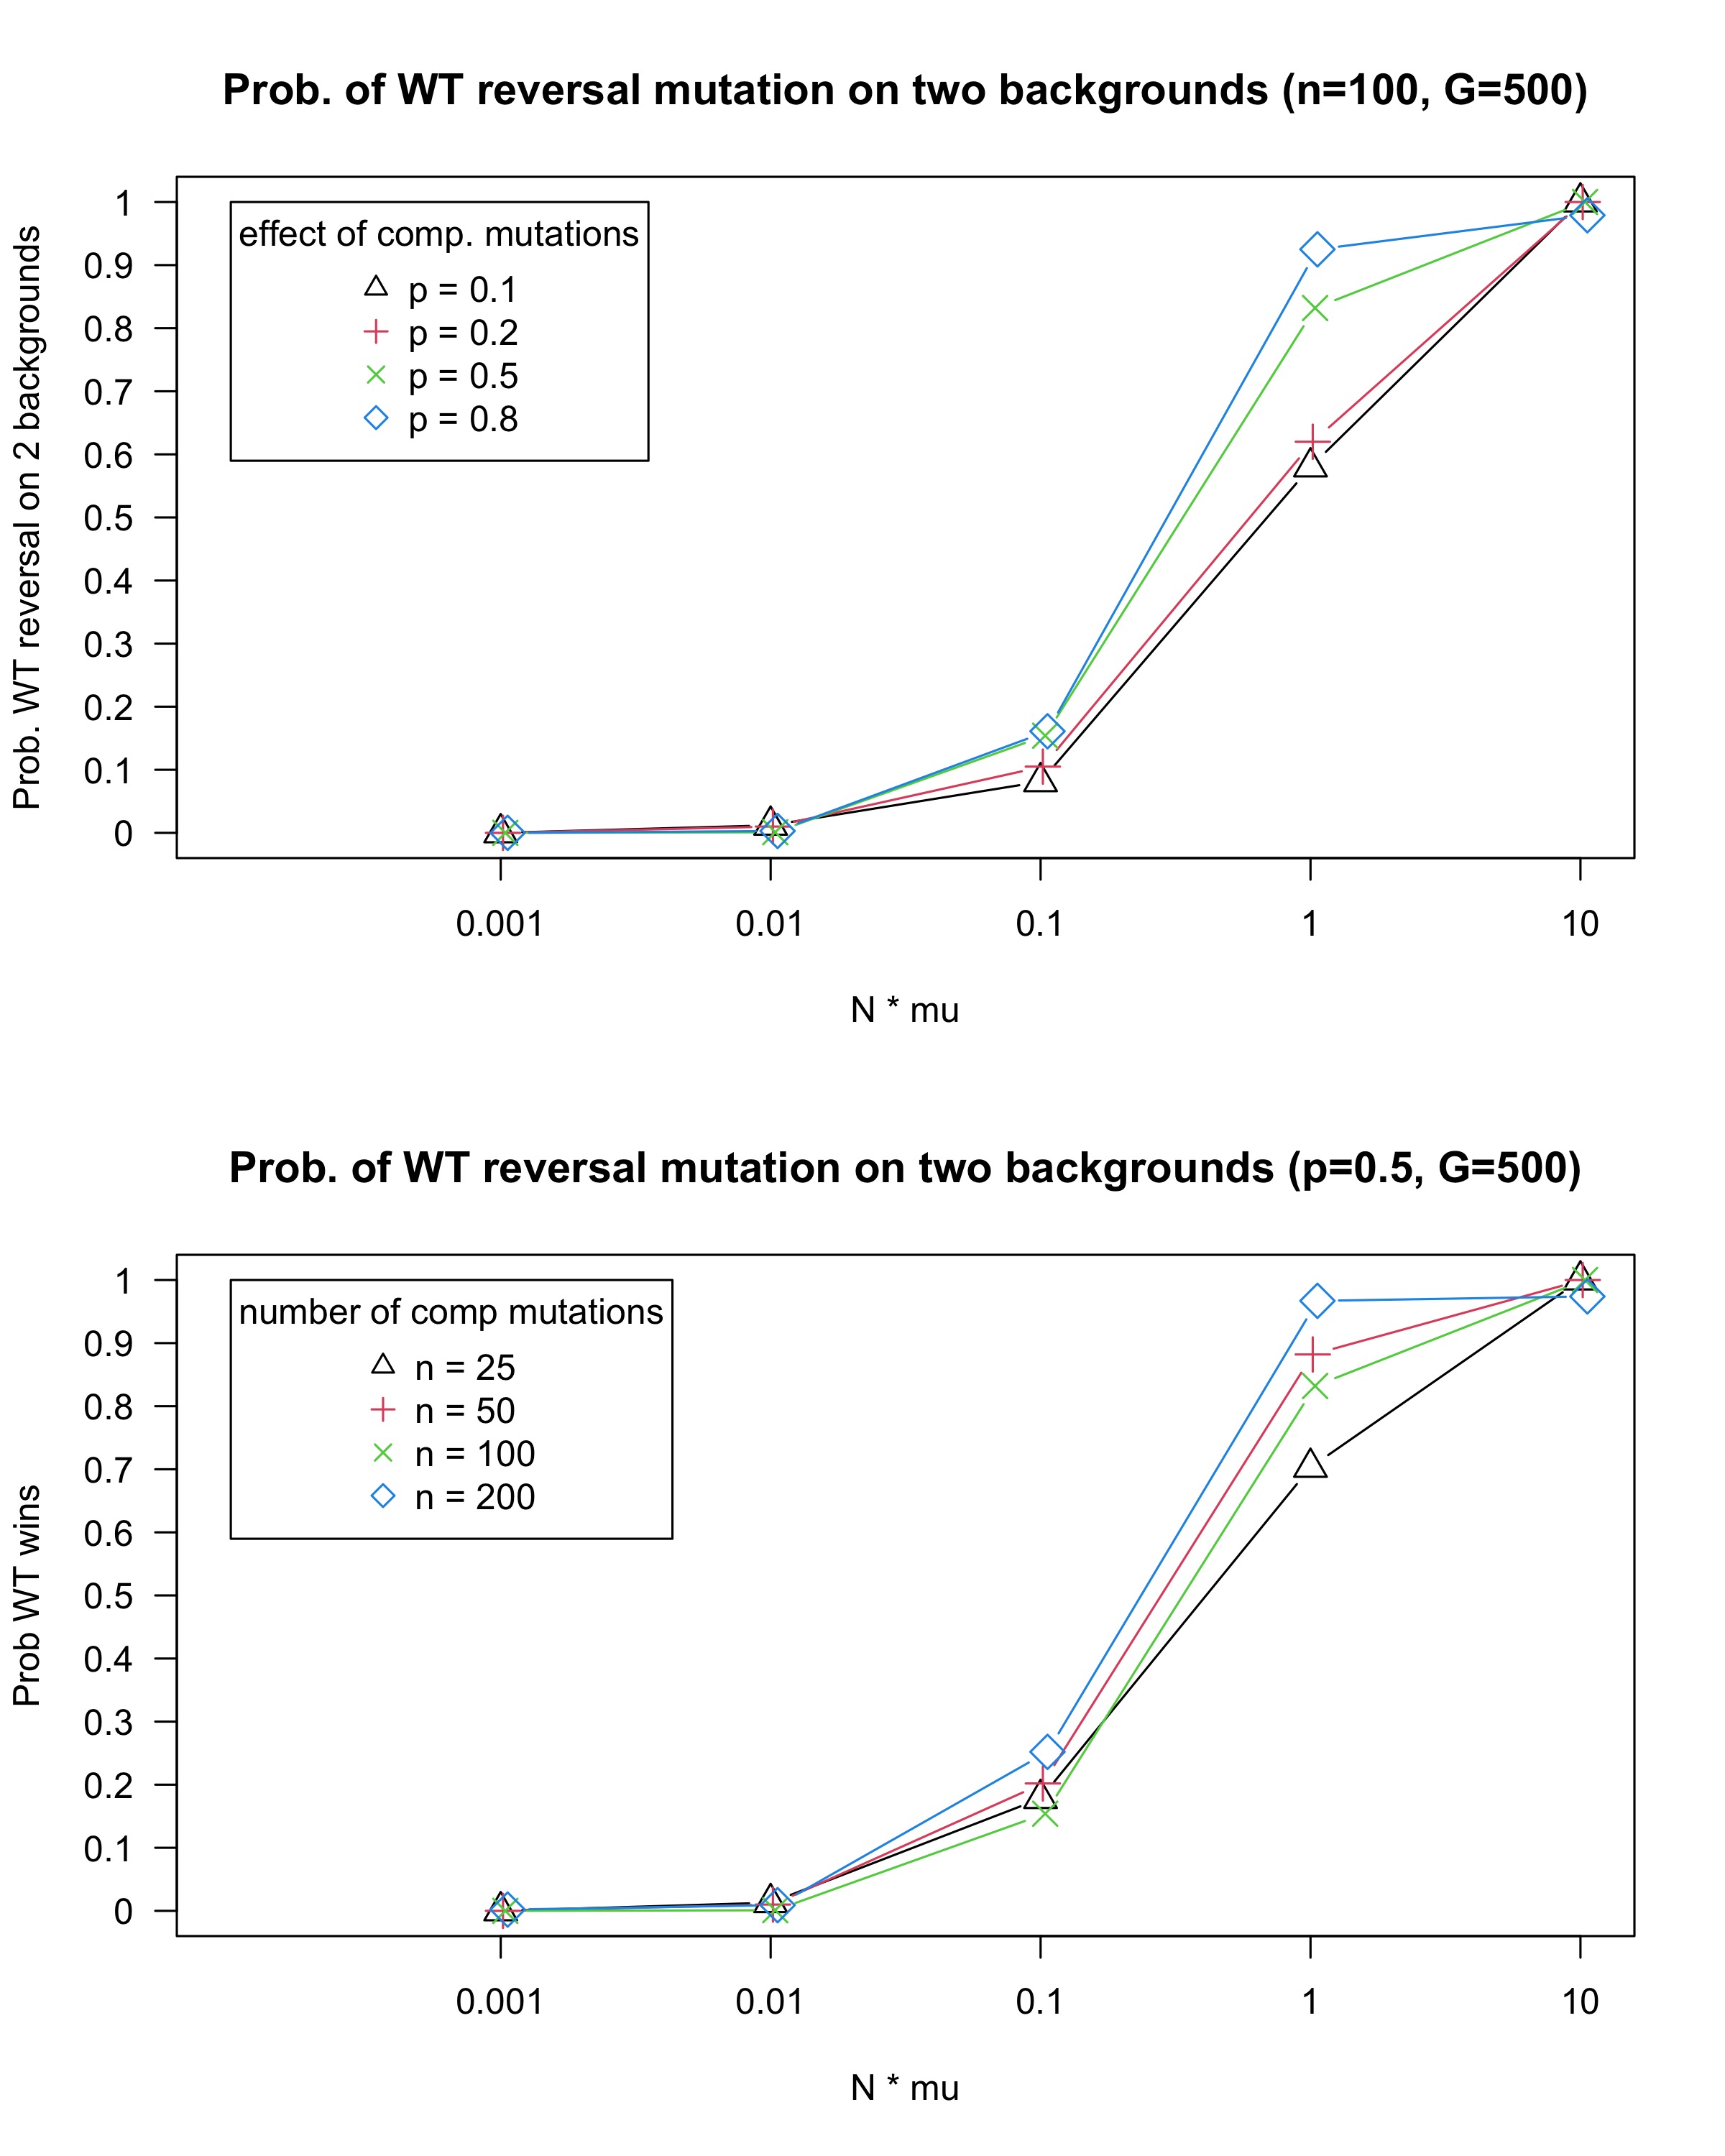 Prob. of WT reversal mutation on two backgrounds (n=100, G=500)
Prob. WT reversal on 2 backgrounds
1
0.9
0.8
0.7
0.6
0.5
0.4
0.3
0.2
0.1
0
effect of comp. mutations
p = 0.1
p = 0.2
p = 0.5
p = 0.8
0.001 0.01 0.1 1 10
N * mu
Prob. of WT reversal mutation on two backgrounds (p=0.5, G=500)
Prob WT wins
1
0.9
0.8
0.7
0.6
0.5
0.4
0.3
0.2
0.1
0
number of comp mutations
n = 25
n = 50
n = 100
n = 200
0.001 0.01 0.1 1 10
N * mu